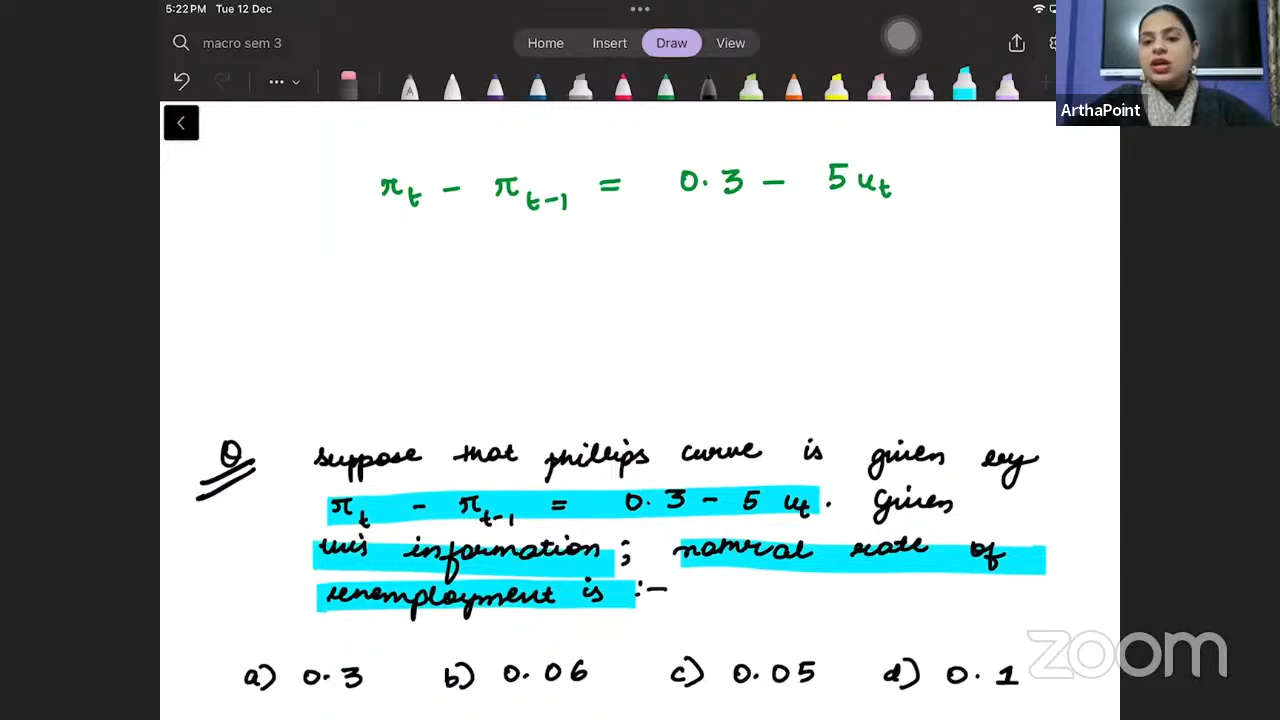 5:22 PM Tue 12 Dec
macro sem 3
Home Insert Draw View
A
ArthaPoint
πt - πt-1 = 0.3 - 5ut
Q suppose that phillips curve is given by
πt - πt-1 = 0.3 - 5 ut. Given
this information; natural rate of
unemployment is :-
a) 0.3 b) 0.06 c) 0.05 d) 0.1
zoom